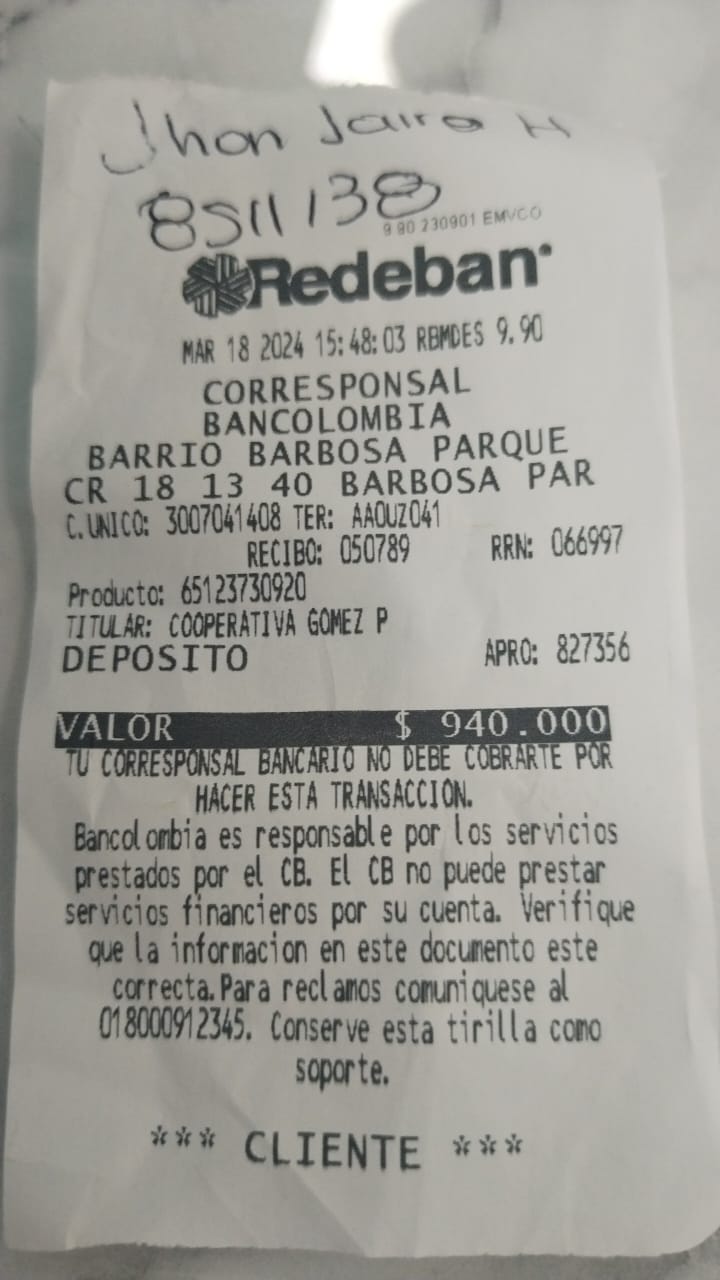 Jhon Jairo H
8511138
9 90 230901 EMVCO
Redeban
MAR 18 2024 15:48:03 RBMDES 9.90
CORRESPONSAL
BANCOLOMBIA
BARRIO BARBOSA PARQUE
CR 18 13 40 BARBOSA PAR
C.UNICO: 3007041408 TER: AAOUZ041
RECIBO: 050789 RRN: 066997
Producto: 65123730920
TITULAR: COOPERATIVA GOMEZ P
DEPOSITO APRO: 827356
VALOR $ 940.000
TU CORRESPONSAL BANCARIO NO DEBE COBRARTE POR
HACER ESTA TRANSACCION.
Bancolombia es responsable por los servicios
prestados por el CB. El CB no puede prestar
servicios financieros por su cuenta. Verifique
que la informacion en este documento este
correcta.Para reclamos comuniquese al
018000912345. Conserve esta tirilla como
soporte.
*** CLIENTE ***